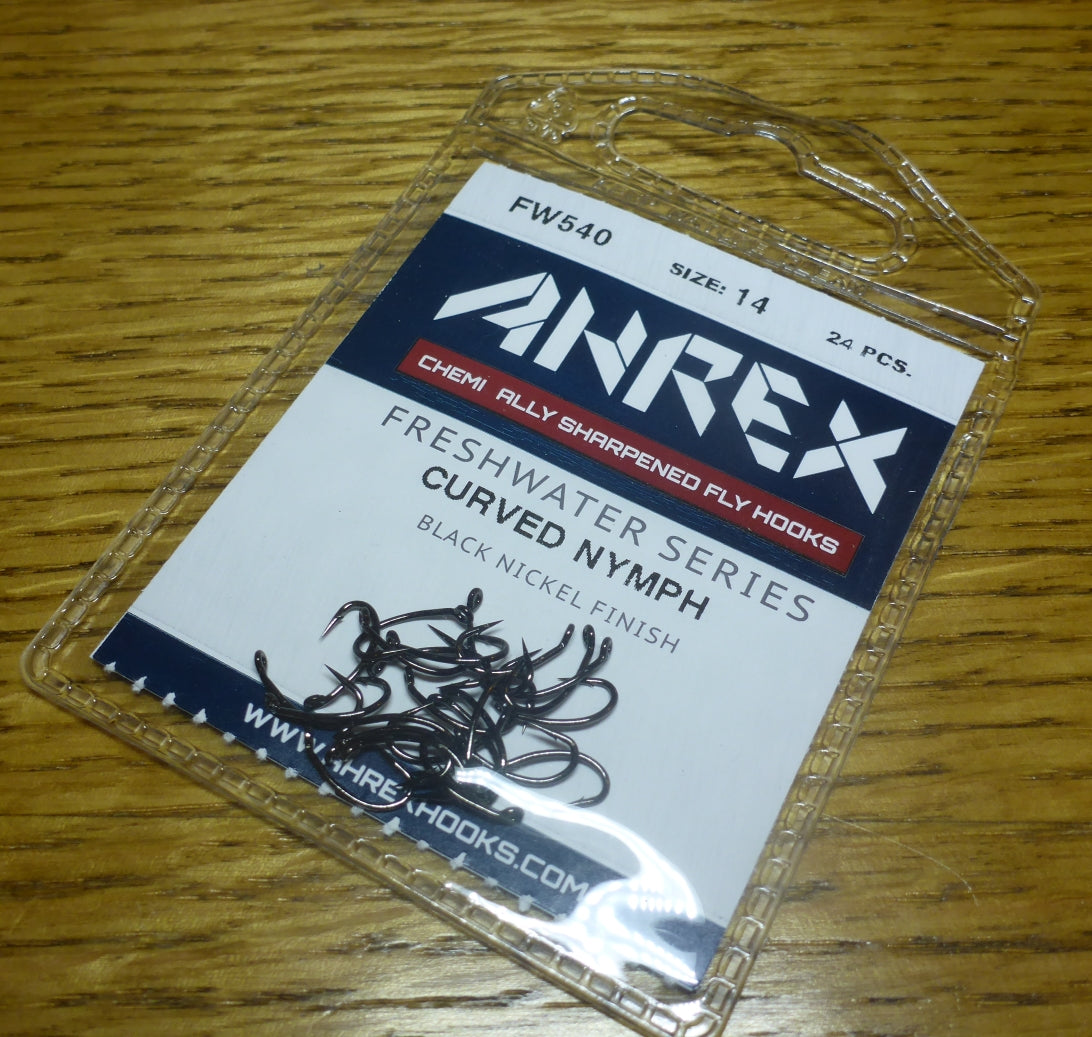 FW540 SIZE: 14 24 PCS.
AHREX
CHEMI ALLY SHARPENED FLY HOOKS
FRESHWATER SERIES
CURVED NYMPH
BLACK NICKEL FINISH
WWW.AHREXHOOKS.COM